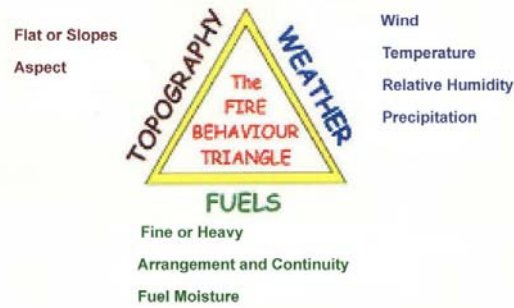 Flat or Slopes
Aspect
TOPOGRAPHY
WEATHER
Wind
Temperature
Relative Humidity
Precipitation
The
FIRE
BEHAVIOUR
TRIANGLE
FUELS
Fine or Heavy
Arrangement and Continuity
Fuel Moisture